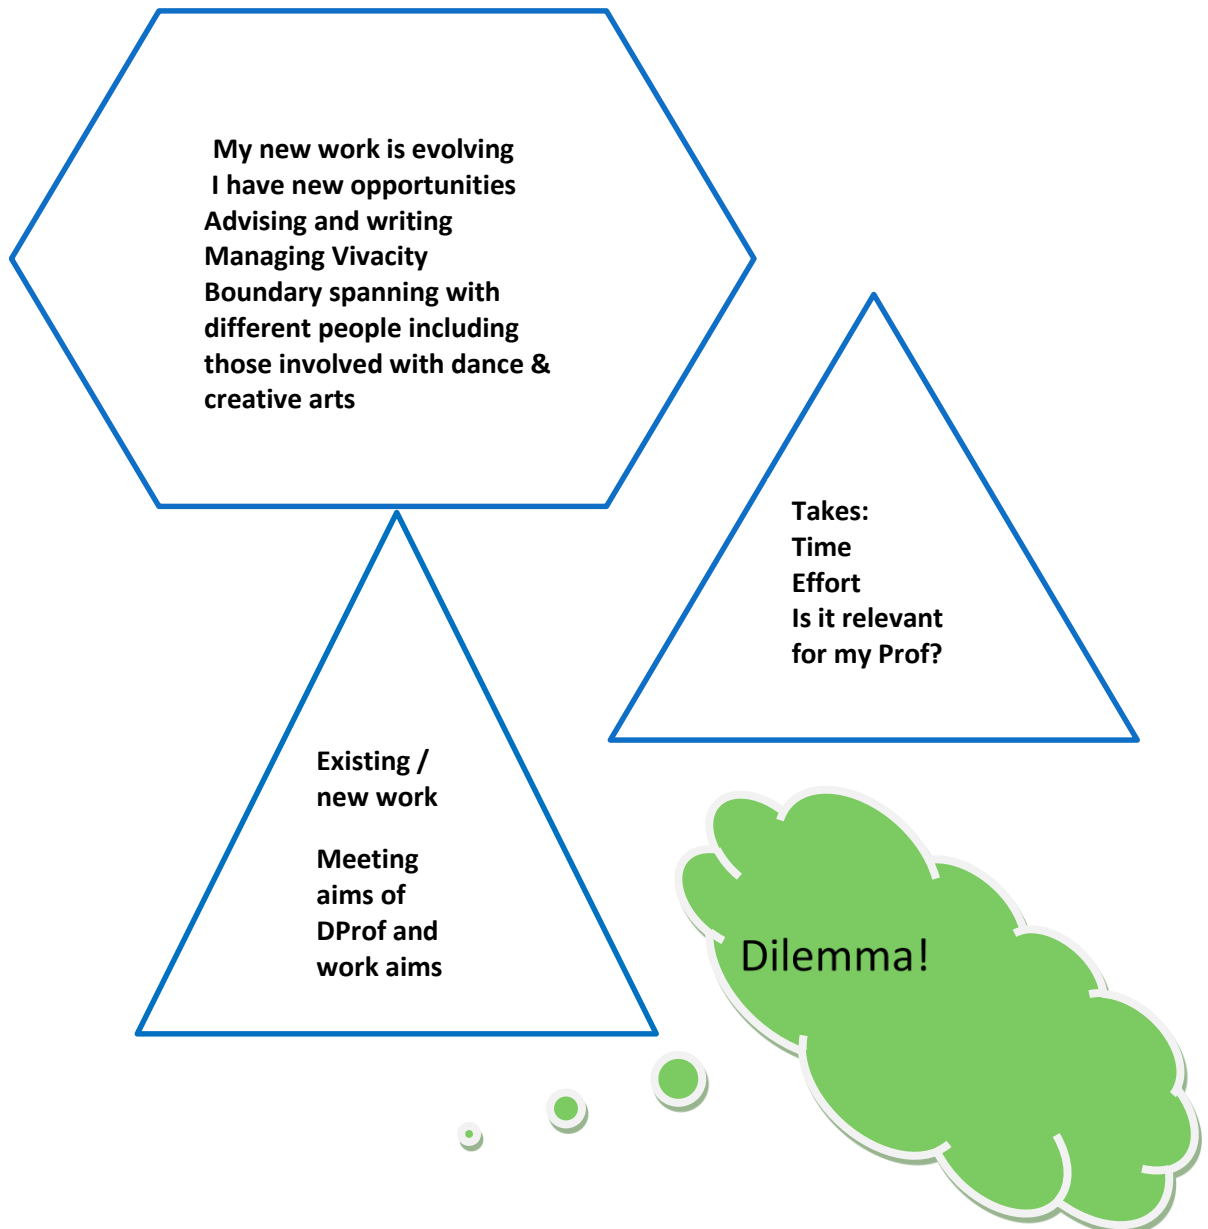 My new work is evolving
I have new opportunities
Advising and writing
Managing Vivacity
Boundary spanning with
different people including
those involved with dance &
creative arts
Takes:
Time
Effort
Is it relevant
for my Prof?
Existing /
new work
Meeting
aims of
DProf and
work aims
Dilemma!